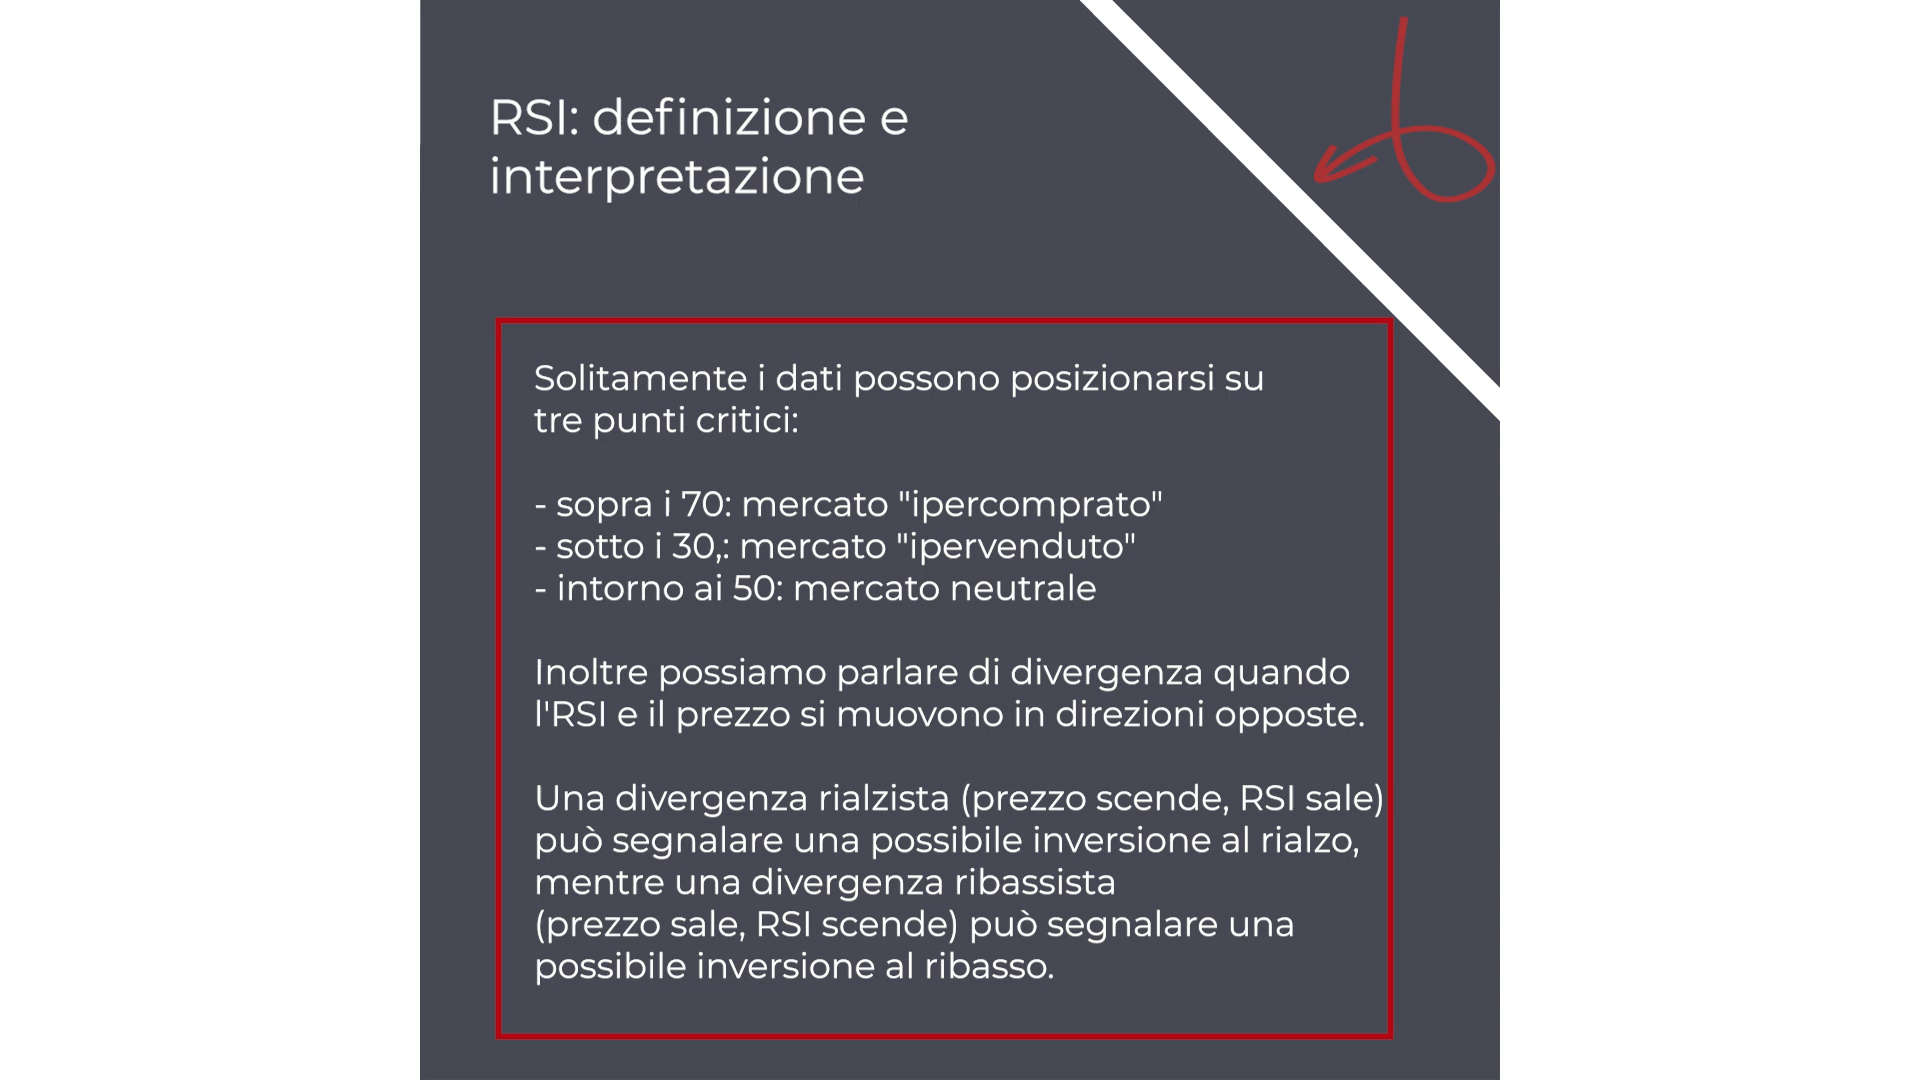 RSI: definizione e
interpretazione
Solitamente i dati possono posizionarsi su
tre punti critici:
- sopra i 70: mercato "ipercomprato"
- sotto i 30,: mercato "ipervenduto"
- intorno ai 50: mercato neutrale
Inoltre possiamo parlare di divergenza quando
l'RSI e il prezzo si muovono in direzioni opposte.
Una divergenza rialzista (prezzo scende, RSI sale)
può segnalare una possibile inversione al rialzo,
mentre una divergenza ribassista
(prezzo sale, RSI scende) può segnalare una
possibile inversione al ribasso.